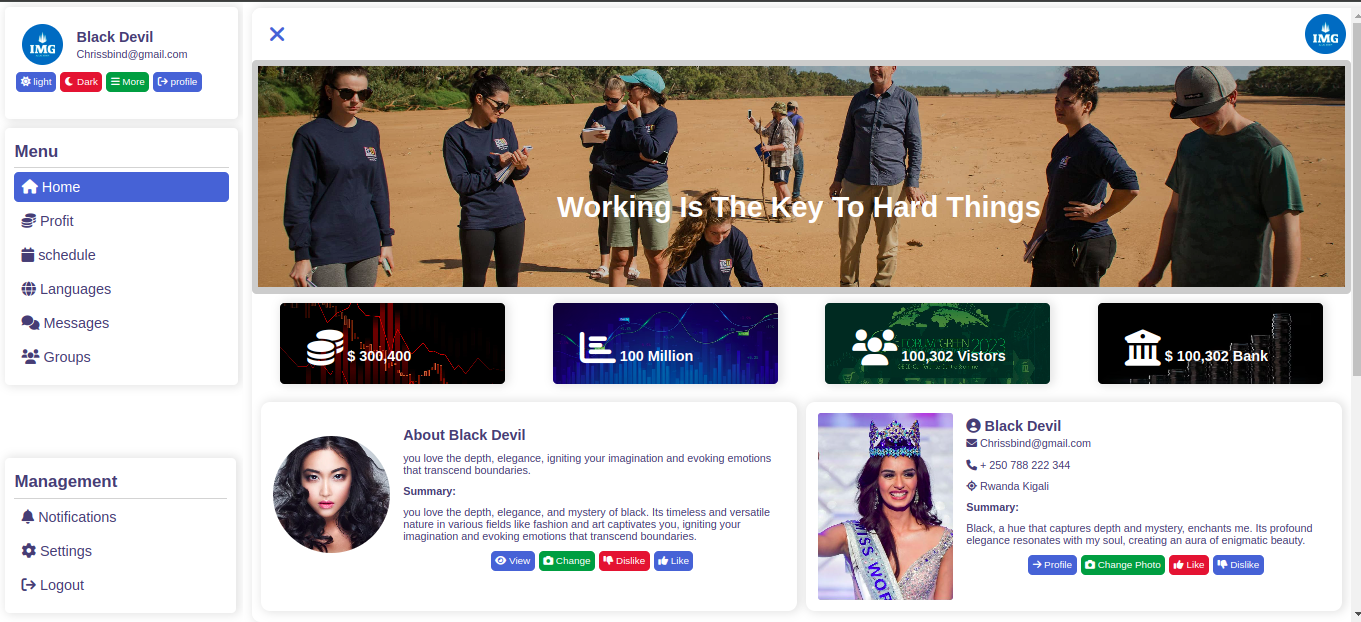 IMG
Black Devil
Chrissbind@gmail.com
light
Dark
More
profile
Menu
Home
Profit
schedule
Languages
Messages
Groups
Management
Notifications
Settings
Logout
IMG
Working Is The Key To Hard Things
$ 300,400
100 Million
100,302 Vistors
$ 100,302 Bank
About Black Devil
you love the depth, elegance, igniting your imagination and evoking emotions
that transcend boundaries.
Summary:
you love the depth, elegance, and mystery of black. Its timeless and versatile
nature in various fields like fashion and art captivates you, igniting your
imagination and evoking emotions that transcend boundaries.
View
Change
Dislike
Like
MISS WOR
Black Devil
Chrissbind@gmail.com
+ 250 788 222 344
Rwanda Kigali
Summary:
Black, a hue that captures depth and mystery, enchants me. Its profound
elegance resonates with my soul, creating an aura of enigmatic beauty.
Profile
Change Photo
Like
Dislike